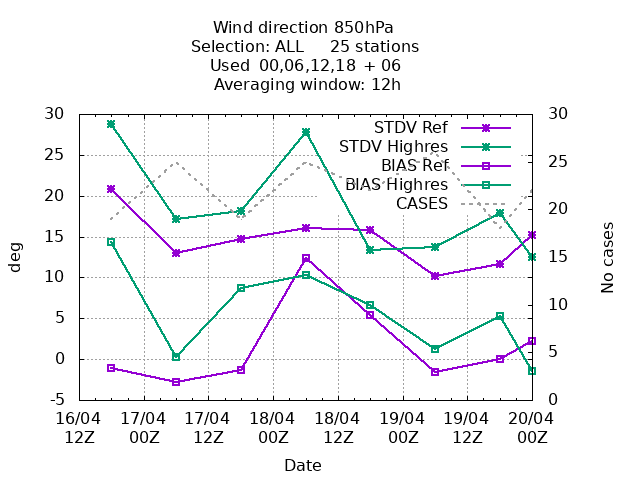 Wind direction 850hPa
Selection: ALL 25 stations
Used 00,06,12,18 + 06
Averaging window: 12h
30 30
STDV Ref
STDV Highres
25 25
BIAS Ref
BIAS Highres
20 20
CASES
15 15
10 10
5 5
0 0
-5
deg
No cases
16/04 17/04 17/04 18/04 18/04 19/04 19/04 20/04
12Z 00Z 12Z 00Z 12Z 00Z 12Z 00Z
Date